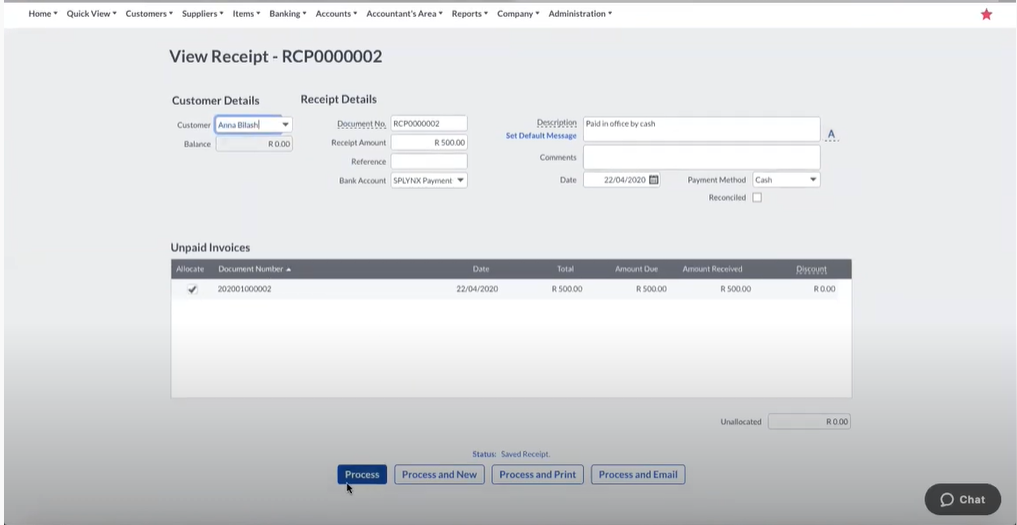 Home Quick View Customers Suppliers Items Banking Accounts Accountant's Area Reports Company Administration
View Receipt - RCP0000002
Customer Details Receipt Details
Customer Anna Bilash Document No. RCP0000002 Description Paid in office by cash
Set Default Message A
Balance R 0.00 Receipt Amount R 500.00
Reference Comments
Bank Account SPLYNX Payment Date 22/04/2020 Payment Method Cash
Reconciled
Unpaid Invoices
Allocate Document Number Date Total Amount Due Amount Received Discount
202001000002 22/04/2020 R 500.00 R 500.00 R 500.00 R 0.00
Unallocated R 0.00
Status: Saved Receipt.
Process Process and New Process and Print Process and Email
Chat